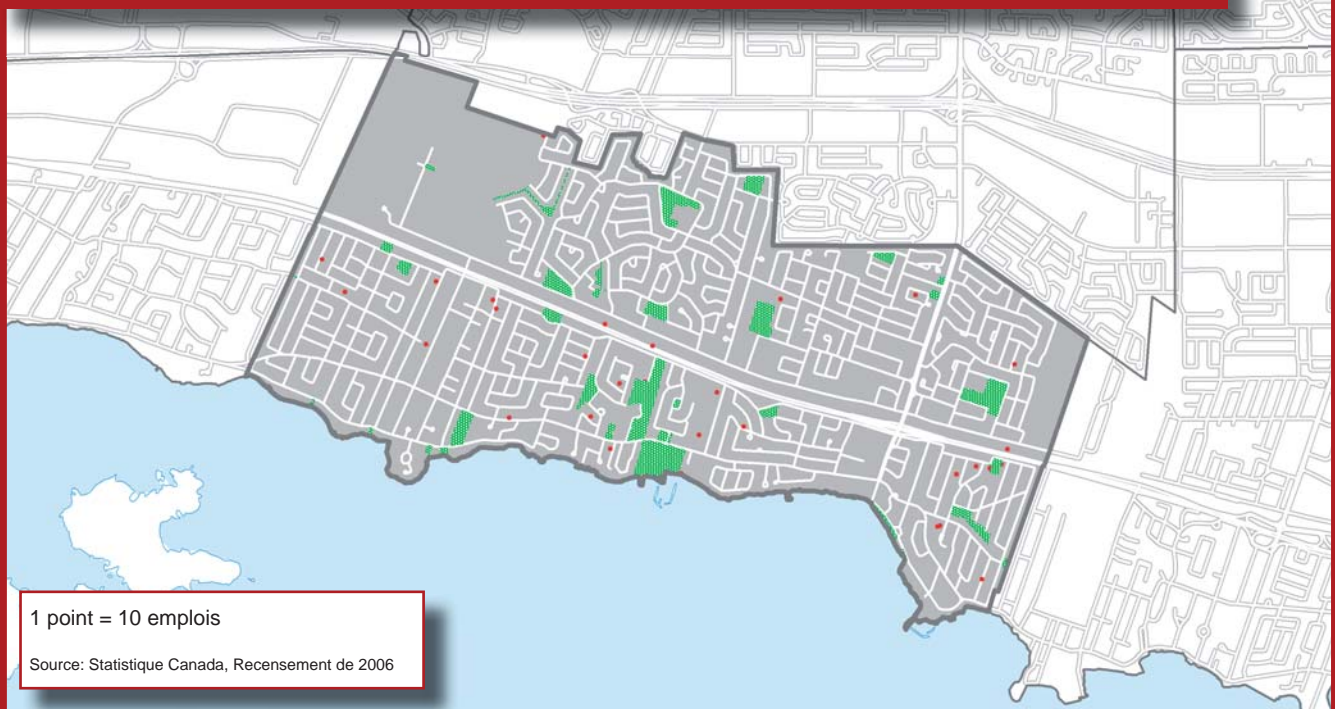 1 point = 10 emplois
Source: Statistique Canada, Recensement de 2006